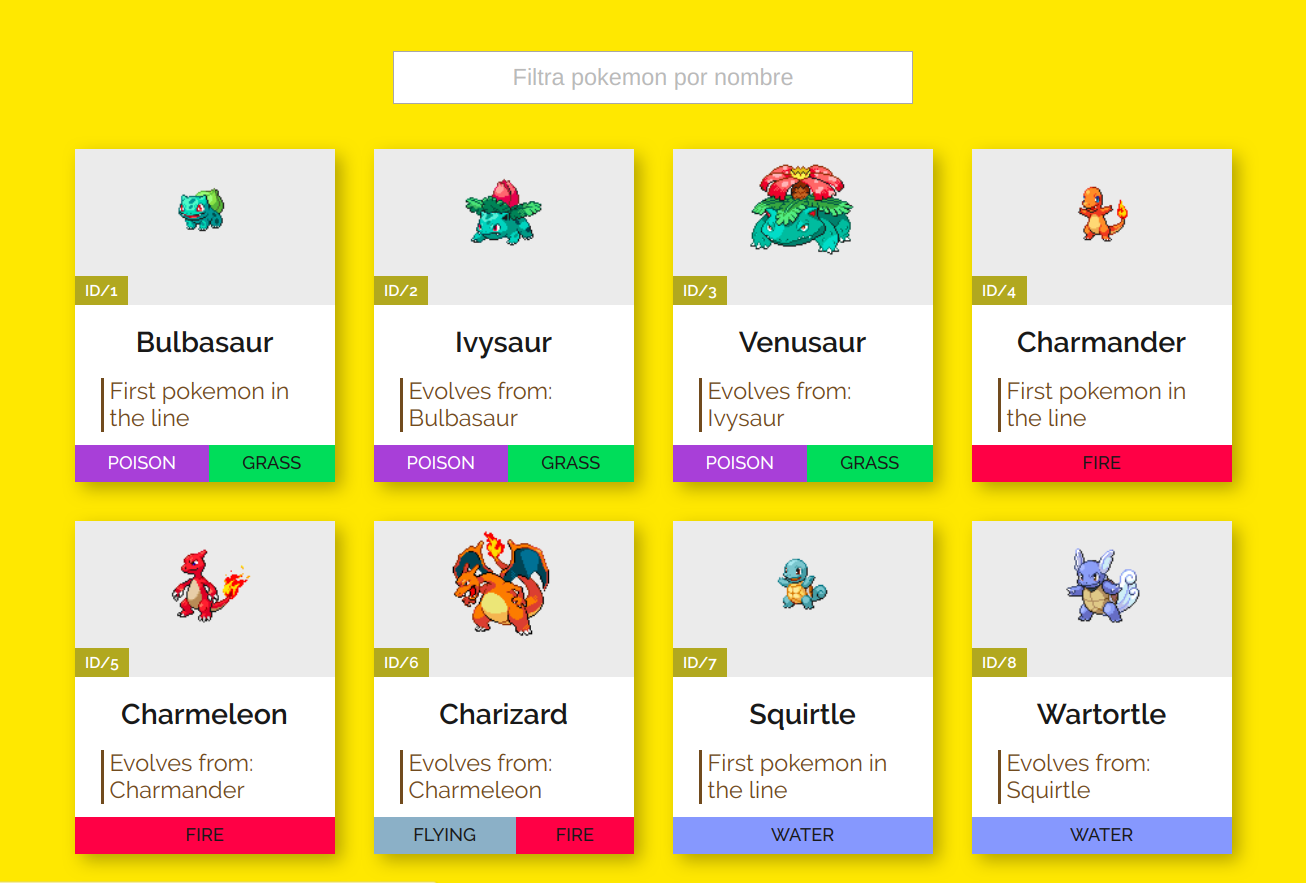 Filtra pokemon por nombre
ID/1
Bulbasaur
First pokemon in
the line
POISON GRASS
ID/2
Ivysaur
Evolves from:
Bulbasaur
POISON GRASS
ID/3
Venusaur
Evolves from:
Ivysaur
POISON GRASS
ID/4
Charmander
First pokemon in
the line
FIRE
ID/5
Charmeleon
Evolves from:
Charmander
FIRE
ID/6
Charizard
Evolves from:
Charmeleon
FLYING FIRE
ID/7
Squirtle
First pokemon in
the line
WATER
ID/8
Wartortle
Evolves from:
Squirtle
WATER